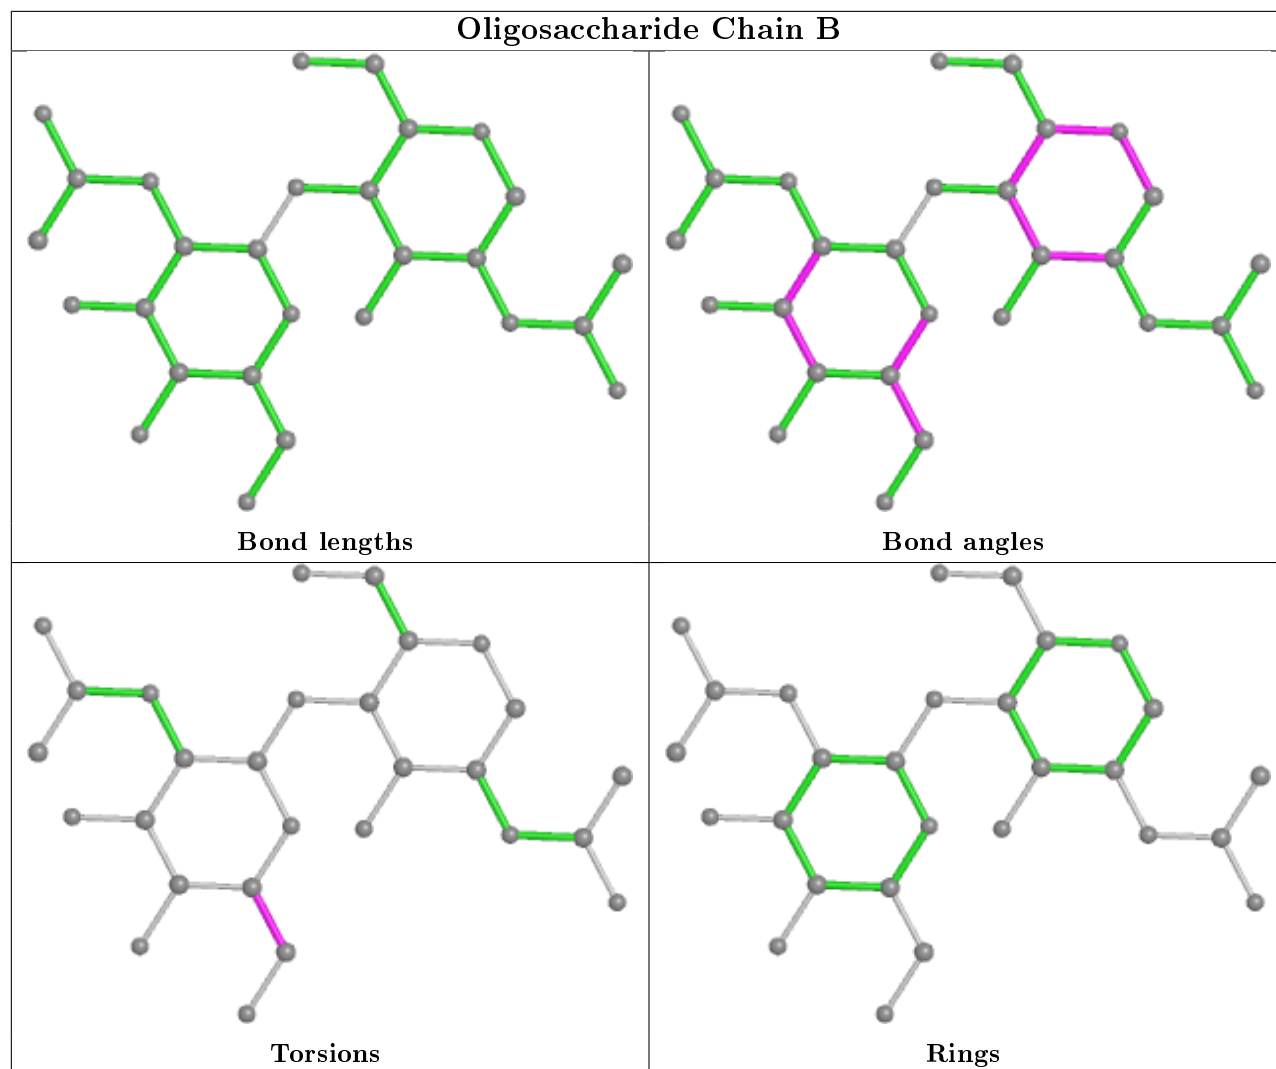 Oligosaccharide Chain B
Bond lengths
Bond angles
Torsions
Rings